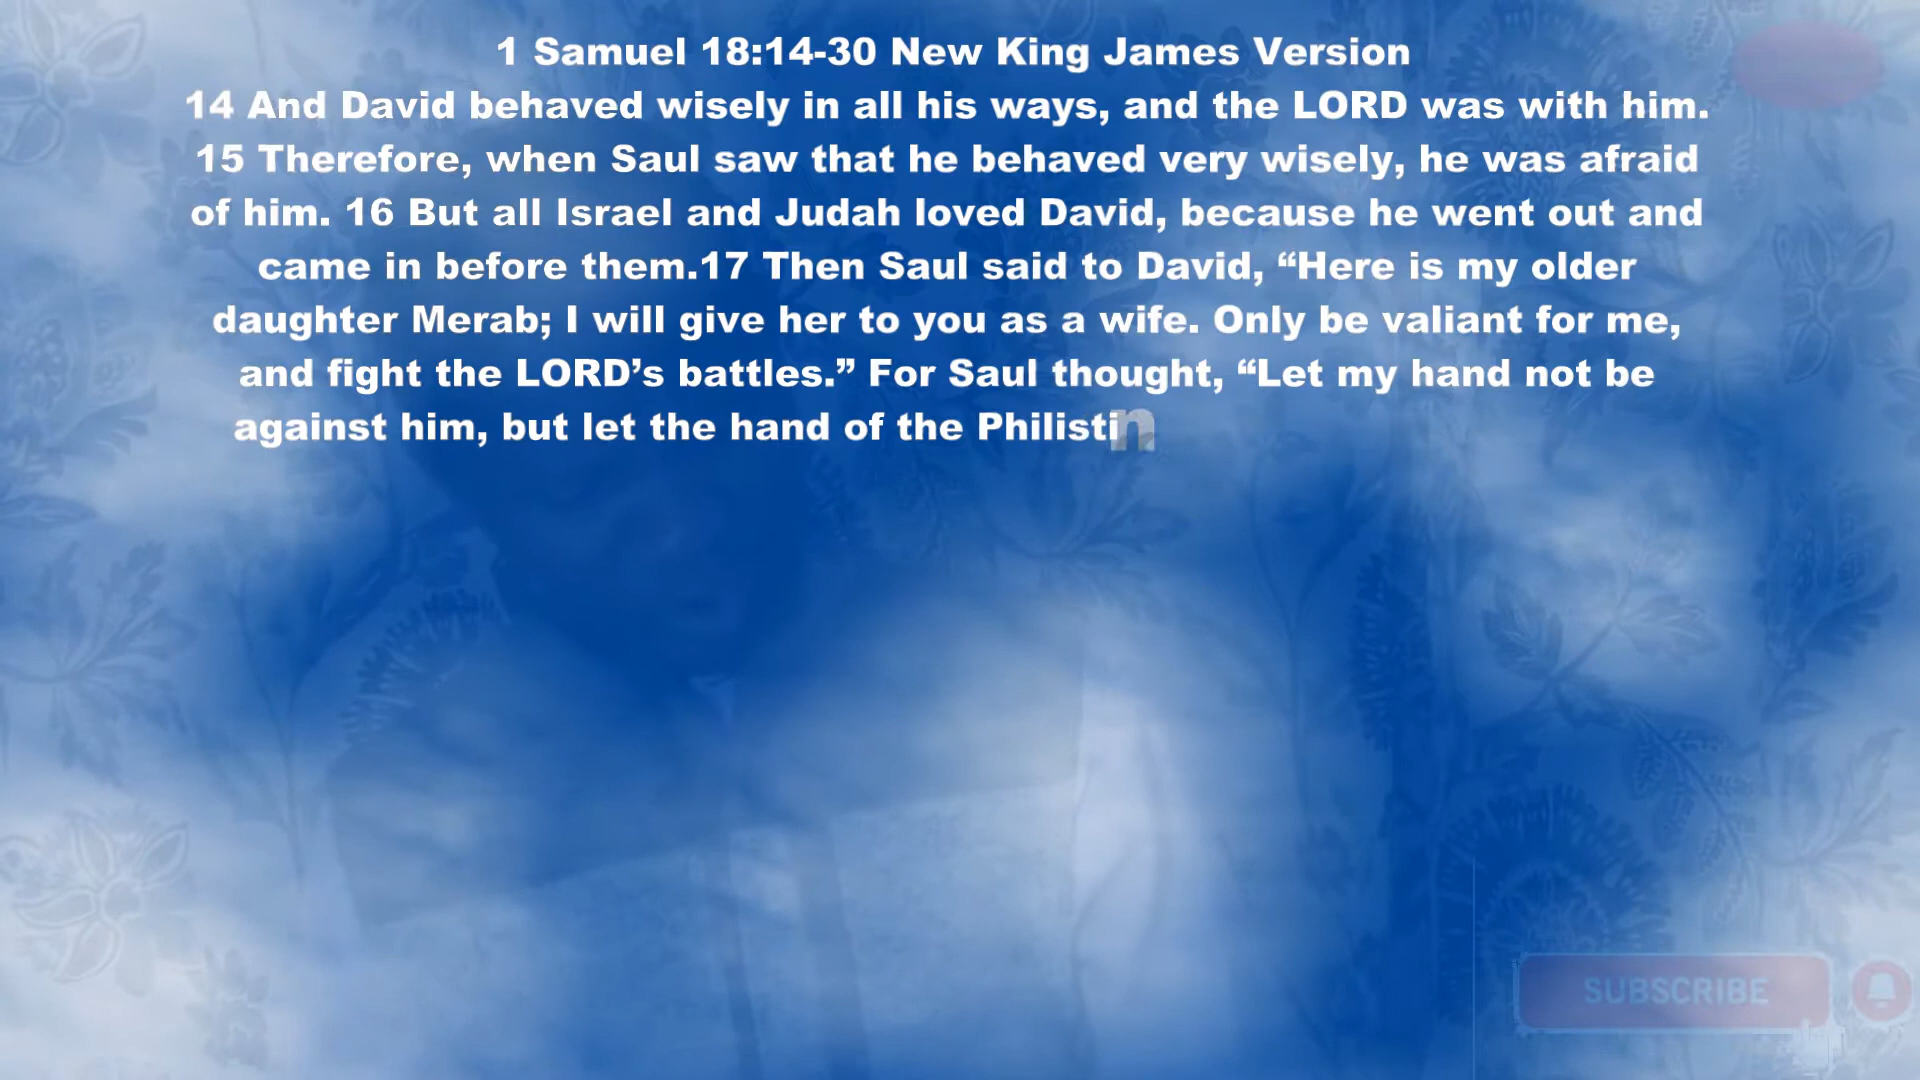 1 Samuel 18:14-30 New King James Version
14 And David behaved wisely in all his ways, and the LORD was with him.
15 Therefore, when Saul saw that he behaved very wisely, he was afraid
of him. 16 But all Israel and Judah loved David, because he went out and
came in before them.17 Then Saul said to David, “Here is my older
daughter Merab; I will give her to you as a wife. Only be valiant for me,
and fight the LORD’s battles.” For Saul thought, “Let my hand not be
against him, but let the hand of the Philistin
SUBSCRIBE